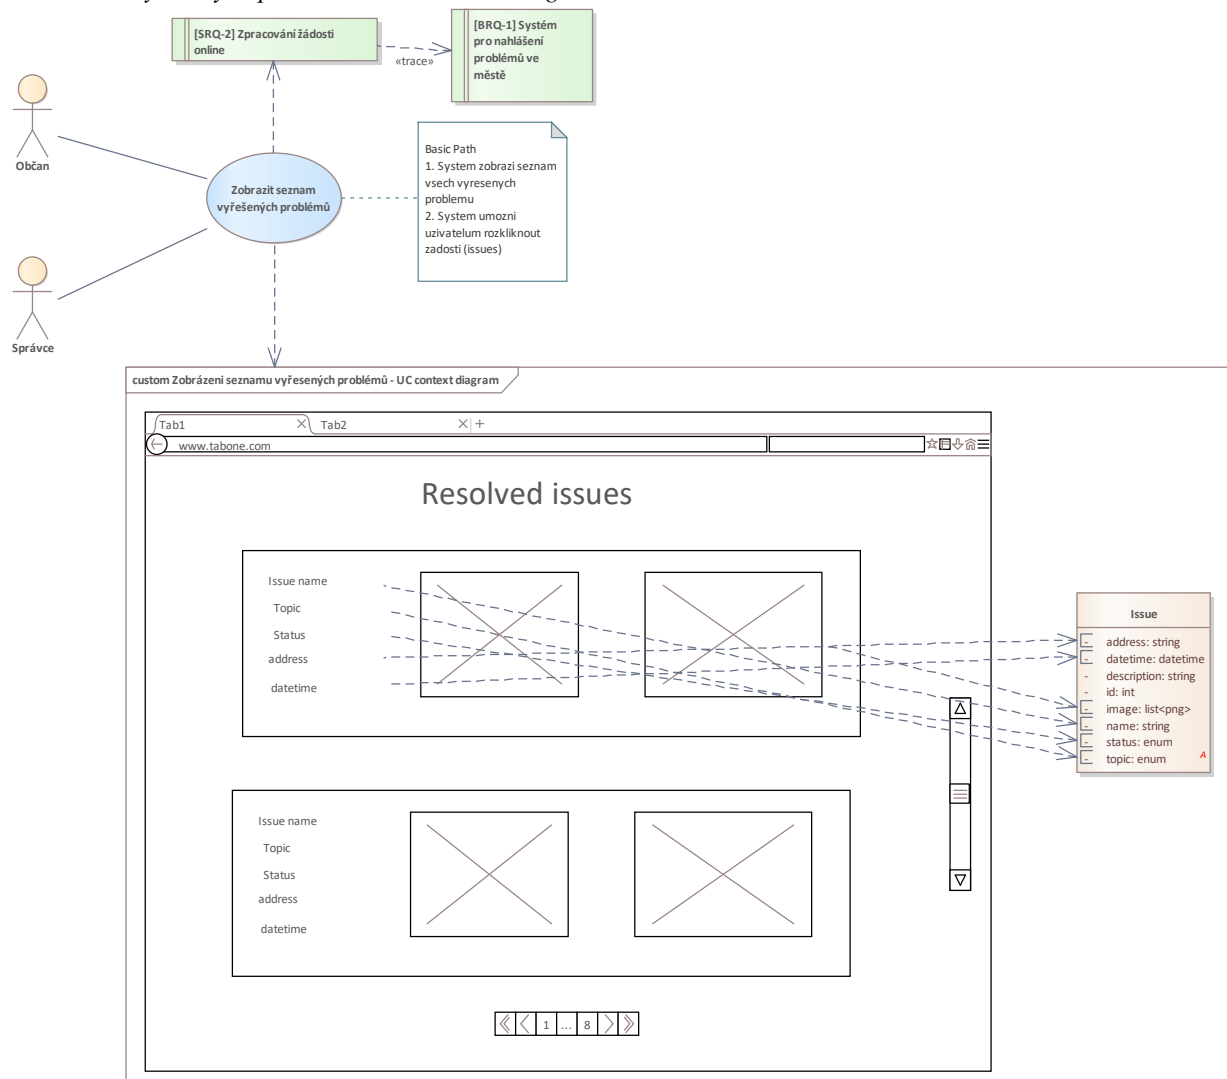 [SRQ-2] Zpracování žádosti
online
[BRQ-1] Systém
pro nahlášení
problémů ve
městě
«trace»
Občan
Zobrazit seznam
vyřešených problémů
Basic Path
1. System zobrazi seznam
vsech vyresenych
problemu
2. System umozni
uzivatelum rozkliknout
zadosti (issues)
Správce
custom Zobrázeni seznamu vyřesených problémů - UC context diagram
Tab1
Tab2
www.tabone.com
Resolved issues
Issue name
Topic
Status
address
datetime
Issue
- address: string
- datetime: datetime
- description: string
- id: int
- image: list<png>
- name: string
- status: enum
- topic: enum
A
Issue name
Topic
Status
address
datetime
1 ... 8